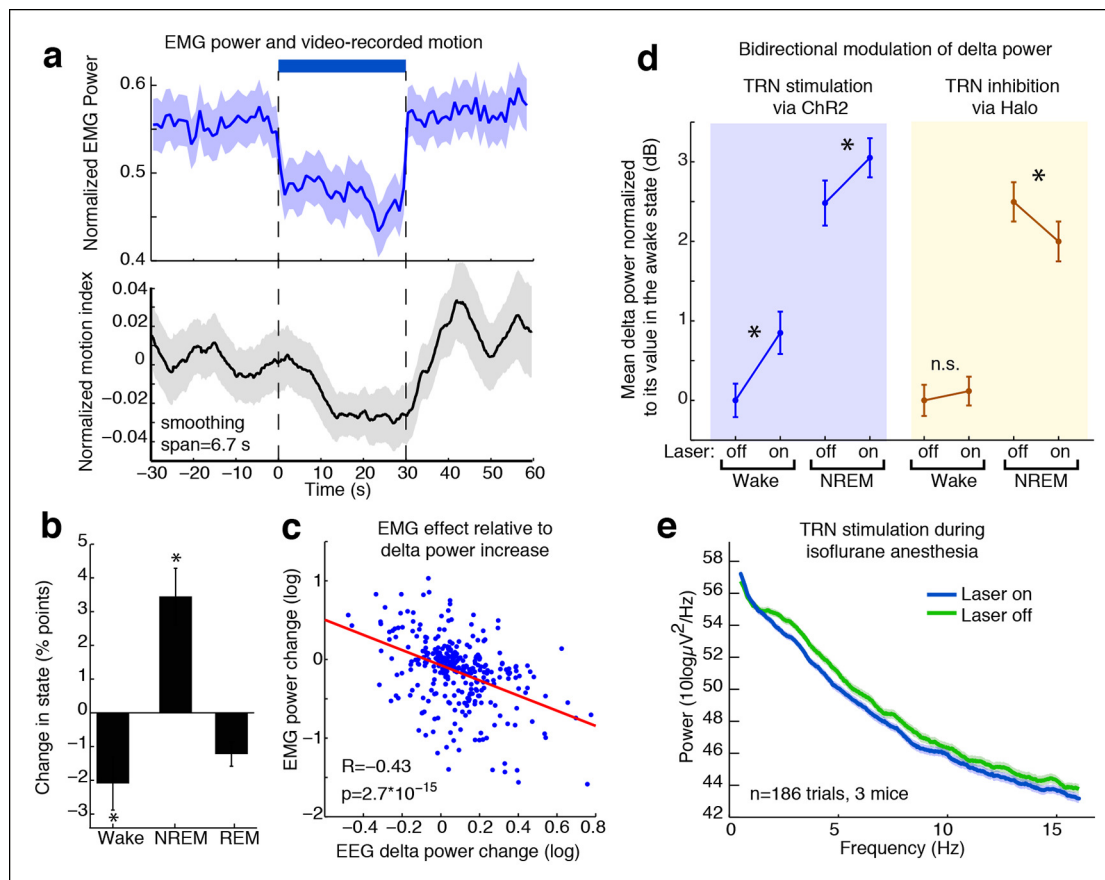 a
EMG power and video-recorded motion
Normalized EMG Power
0.6
0.5
0.4
Normalized motion index
0.04
0.02
0
−0.02
−0.04
smoothing
span=6.7 s
−30 −20 −10 0 10 20 30 40 50 60
Time (s)
b
Change in state (% points)
5
4
3
2
1
0
−1
−2
−3
*
*
Wake NREM REM
c
EMG effect relative to
delta power increase
EMG power change (log)
1
0
-1
−2
R=−0.43
p=2.7*10−15
−0.4 −0.2 0 0.2 0.4 0.6 0.8
EEG delta power change (log)
d
Bidirectional modulation of delta power
TRN stimulation
via ChR2
TRN inhibition
via Halo
Mean delta power normalized
to its value in the awake state (dB)
3
2
1
0
*
*
*
n.s.
Laser: off on off on off on off on
Wake NREM Wake NREM
e
TRN stimulation during
isoflurane anesthesia
Power (10logμV2/Hz)
56
54
52
50
48
46
44
42
Laser on
Laser off
n=186 trials, 3 mice
0 5 10 15
Frequency (Hz)